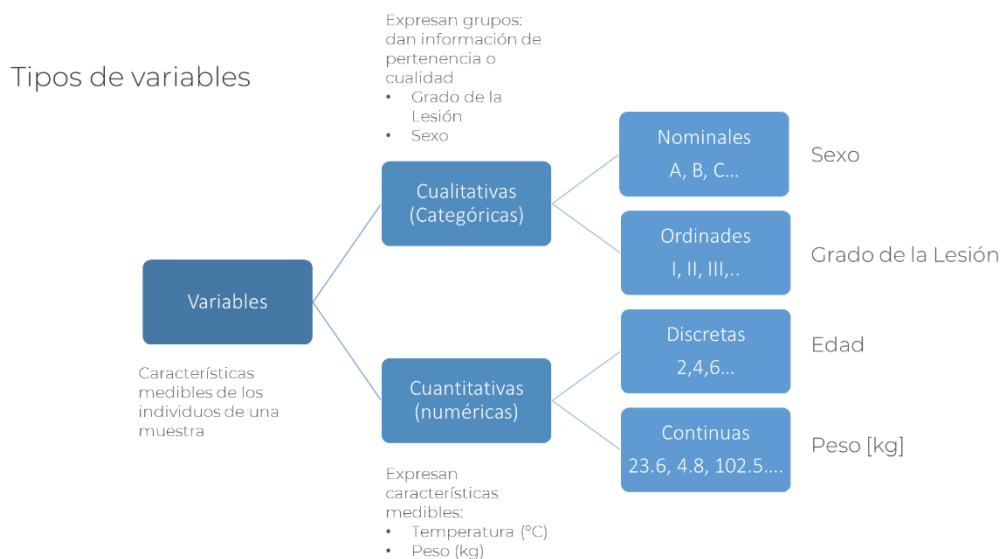 Tipos de variables
Expresan grupos:
dan información de
pertenencia o
cualidad
• Grado de la
Lesión
• Sexo
Variables
Características
medibles de los
individuos de una
muestra
Cualitativas
(Categóricas)
Nominales
A, B, C...
Sexo
Ordinades
I, II, III,..
Grado de la Lesión
Cuantitativas
(numéricas)
Expresan
características
medibles:
• Temperatura (°C)
• Peso (kg)
Discretas
2,4,6...
Edad
Continuas
23.6, 4.8, 102.5....
Peso [kg]